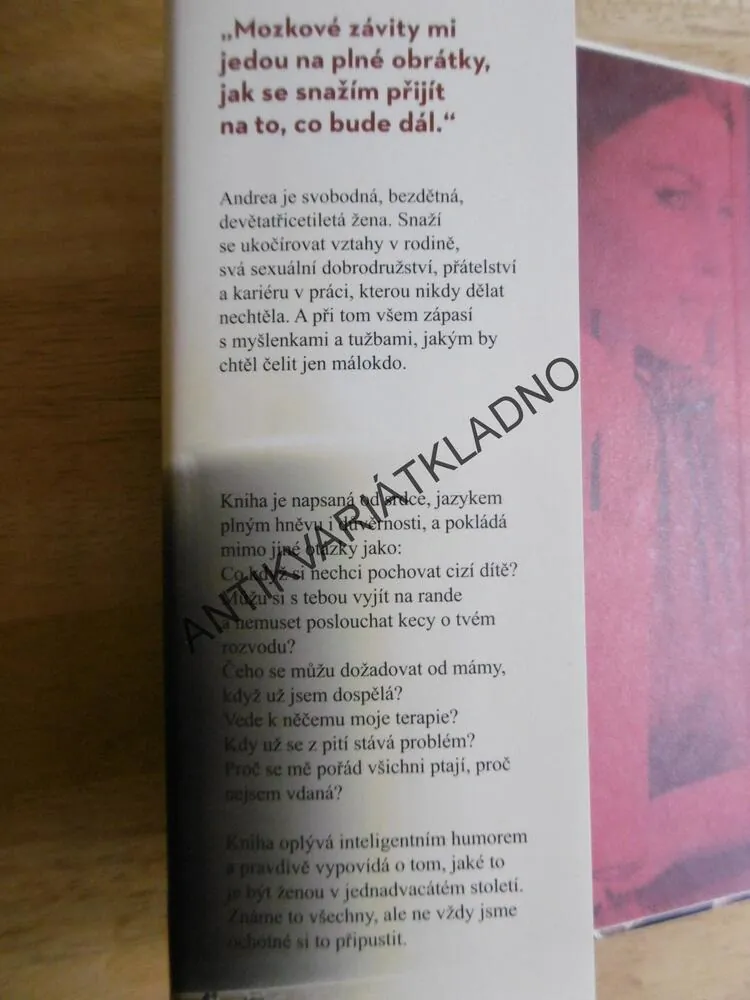 „Mozkové závity mi
jedou na plné obrátky,
jak se snažím přijít
na to, co bude dál.“
Andrea je svobodná, bezdětná,
devětatřicetiletá žena. Snaží
se ukočírovat vztahy v rodině,
svá sexuální dobrodružství, přátelství
a kariéru v práci, kterou nikdy dělat
nechtěla. A při tom všem zápasí
s myšlenkami a tužbami, jakým by
chtěl čelit jen málokdo.
ANTIKVARIÁTKLADNO
Kniha je napsaná od srdce, jazykem
plným hněvu i důvěrnosti, a pokládá
mimo jiné otázky jako:
Co když si nechci pochovat cizí dítě?
Můžu si s tebou vyjít na rande
a nemuset poslouchat kecy o tvém
rozvodu?
Čeho se můžu dožadovat od mámy,
když už jsem dospělá?
Vede k něčemu moje terapie?
Kdy už se z pití stává problém?
Proč se mě pořád všichni ptají, proč
nejsem vdaná?
Kniha oplývá inteligentním humorem
a pravdivě vypovídá o tom, jaké to
je být ženou v jednadvacátém století.
Známe to všechny, ale ne vždy jsme
ochotné si to připustit.